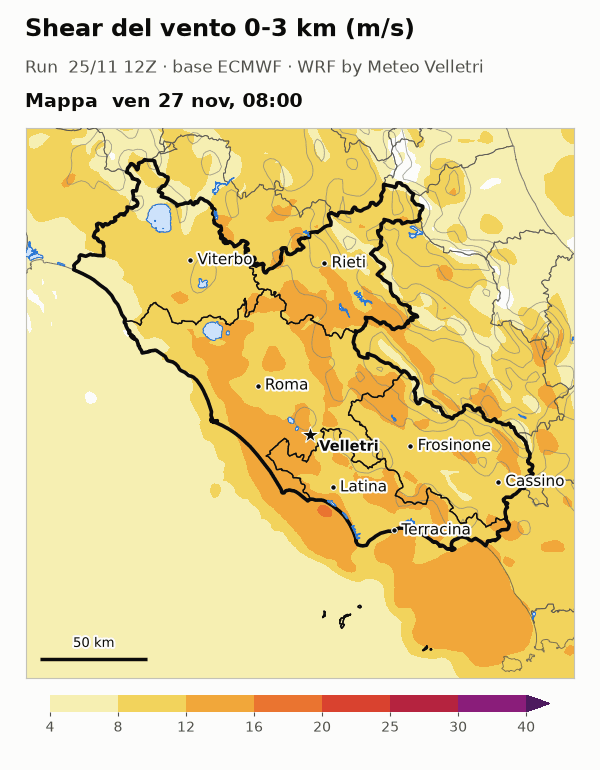 Shear del vento 0-3 km (m/s)
Run  25/11 12Z · base ECMWF · WRF by Meteo Velletri
Mappa  ven 27 nov, 08:00
Viterbo
Rieti
Roma
Velletri
Frosinone
Cassino
Latina
Terracina
50 km
4 8 12 16 20 25 30 40